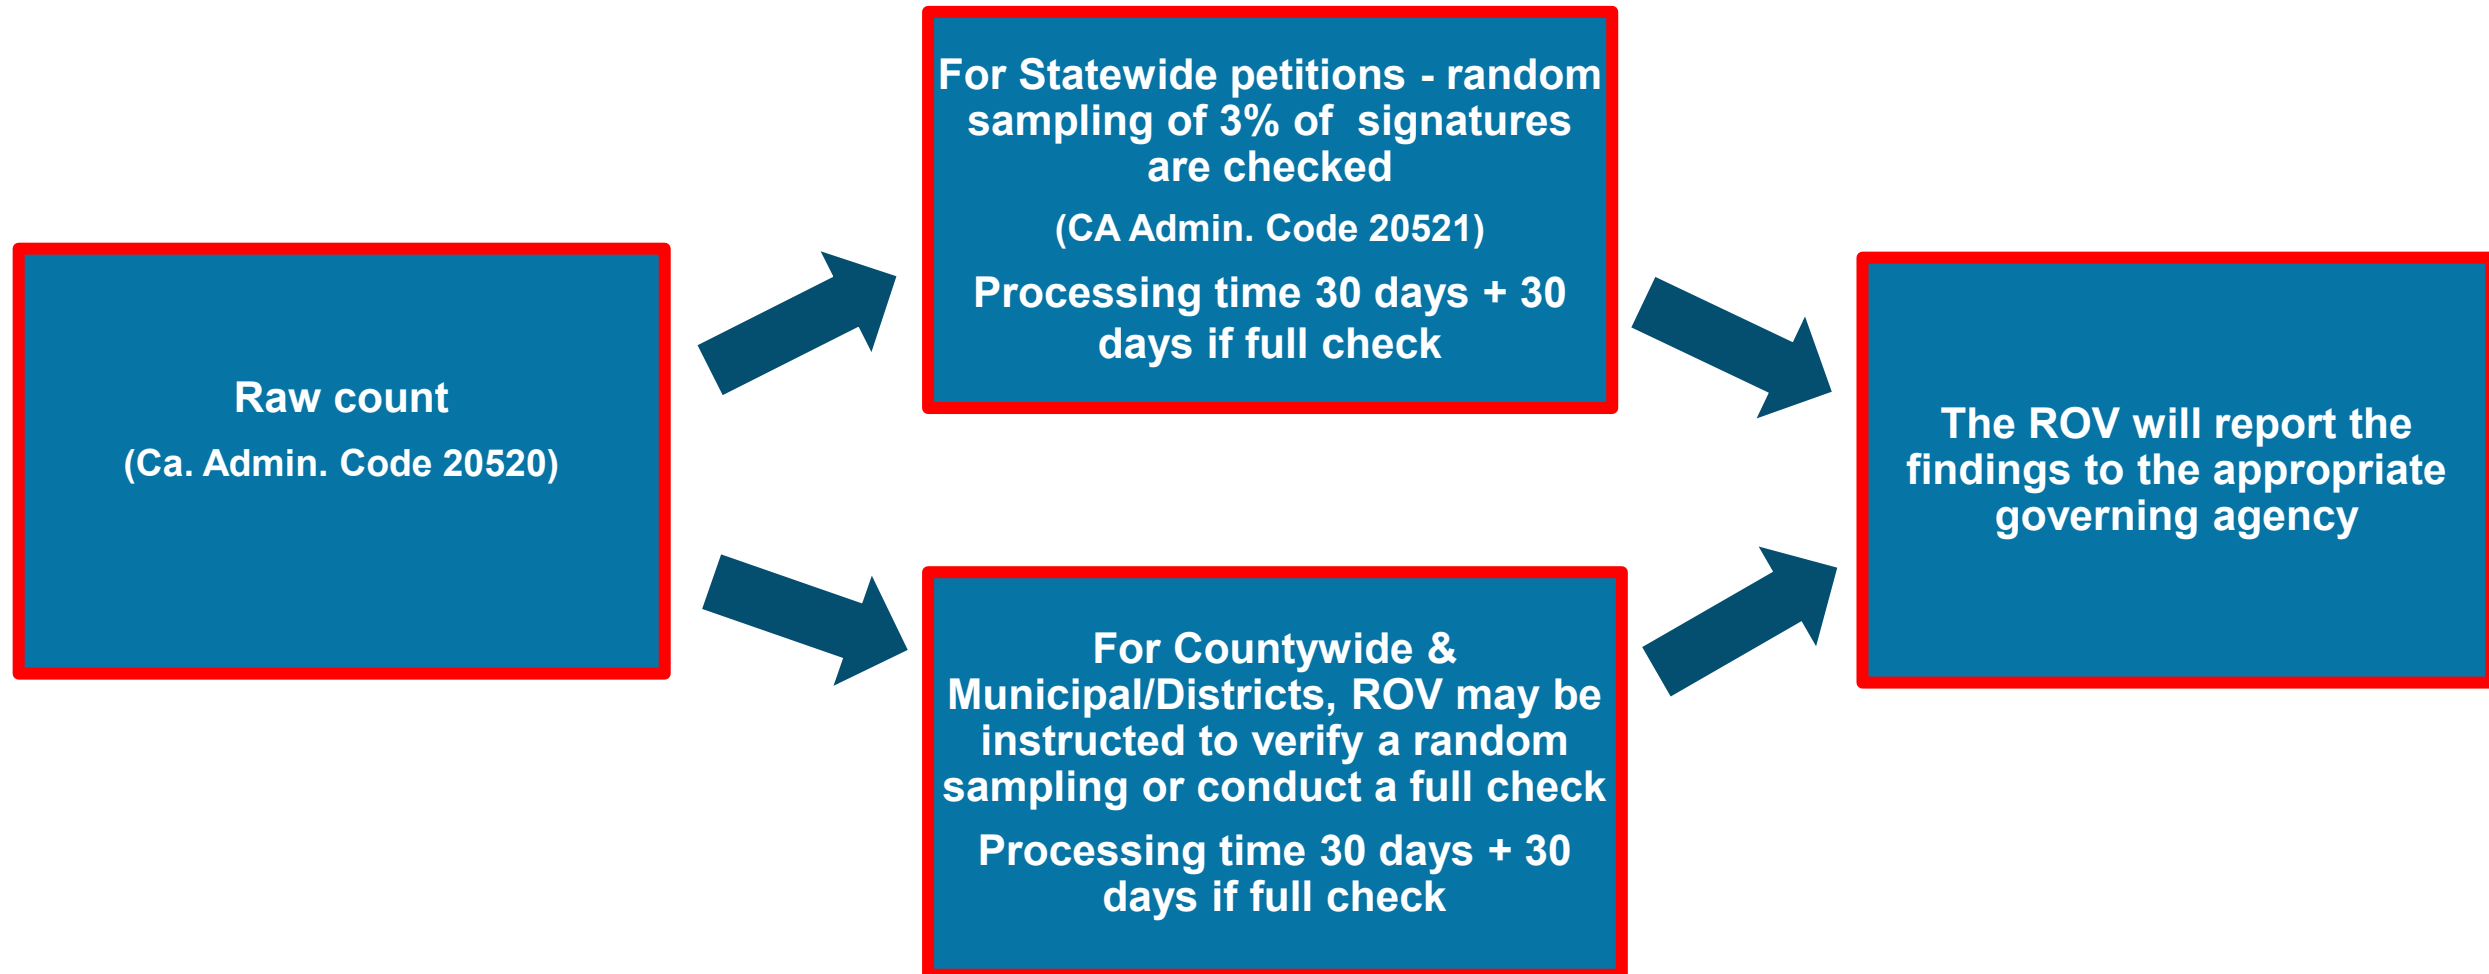 Raw count
(Ca. Admin. Code 20520)
For Statewide petitions - random
sampling of 3% of signatures
are checked
(CA Admin. Code 20521)
Processing time 30 days + 30
days if full check
For Countywide &
Municipal/Districts, ROV may be
instructed to verify a random
sampling or conduct a full check
Processing time 30 days + 30
days if full check
The ROV will report the
findings to the appropriate
governing agency